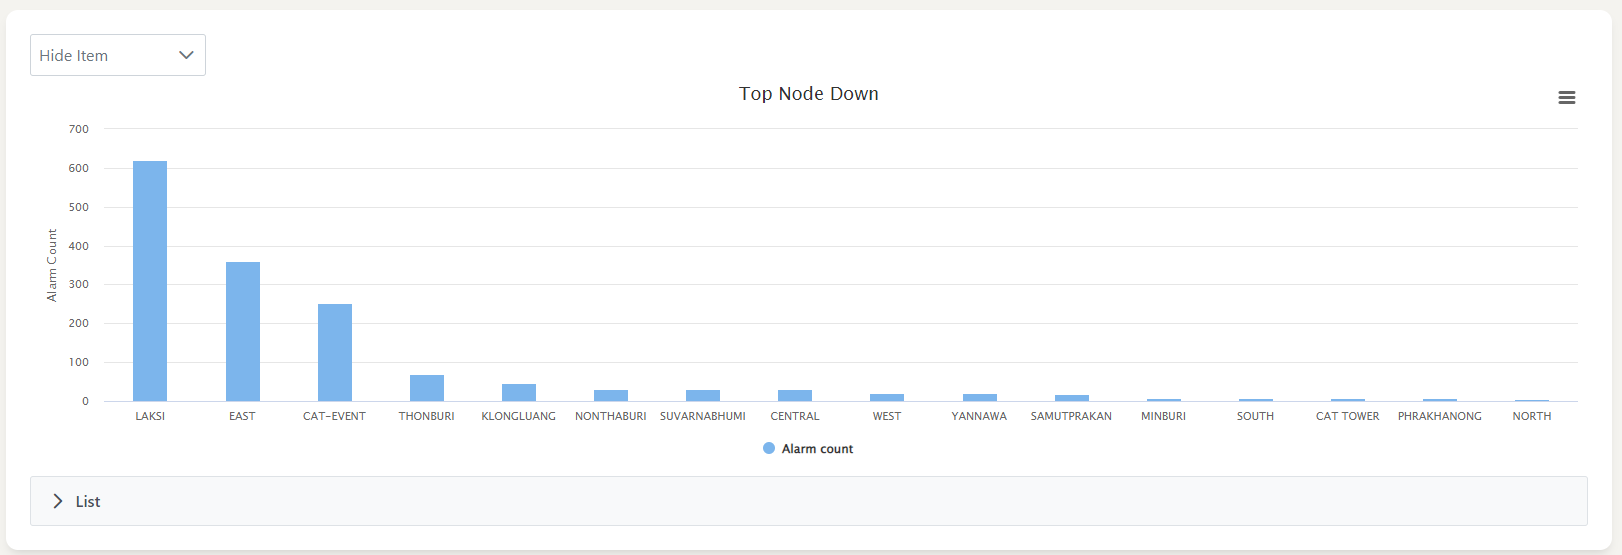 Hide Item
Top Node Down
700
600
500
400
300
200
100
0
Alarm Count
LAKSI EAST CAT-EVENT THONBURI KLONGLUANG NONTHABURI SUVARNABHUMI CENTRAL WEST YANNAWA SAMUTPRAKAN MINBURI SOUTH CAT TOWER PHRAKHANONG NORTH
Alarm count
List